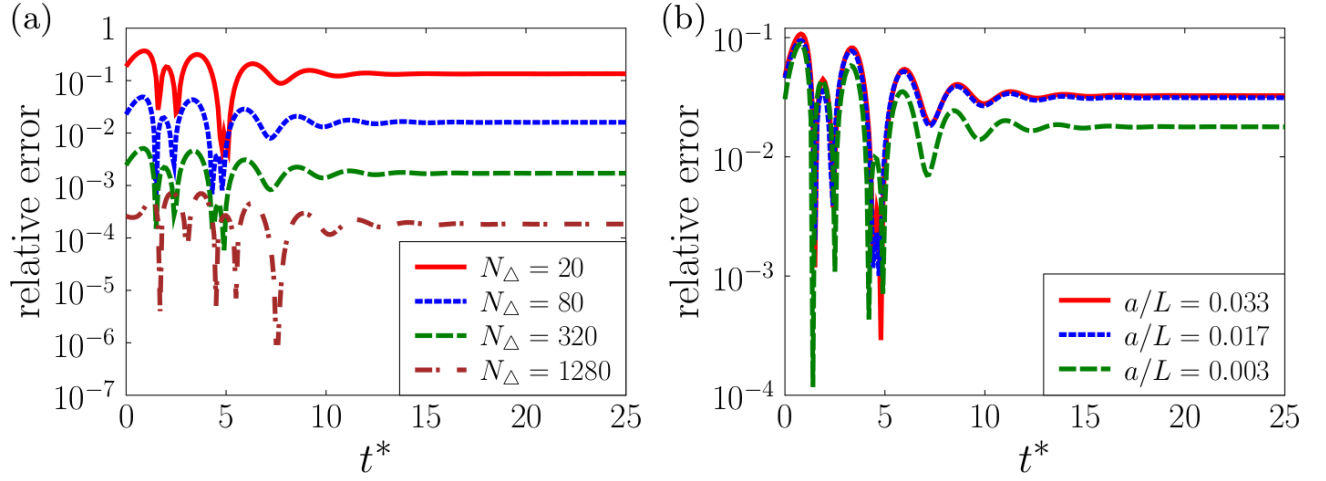 (a)
relative error
1
10⁻¹
10⁻²
10⁻³
10⁻⁴
10⁻⁵
10⁻⁶
10⁻⁷
0 5 10 15 20 25
t*
N△ = 20
N△ = 80
N△ = 320
N△ = 1280
(b)
relative error
10⁻¹
10⁻²
10⁻³
10⁻⁴
0 5 10 15 20 25
t*
a/L = 0.033
a/L = 0.017
a/L = 0.003